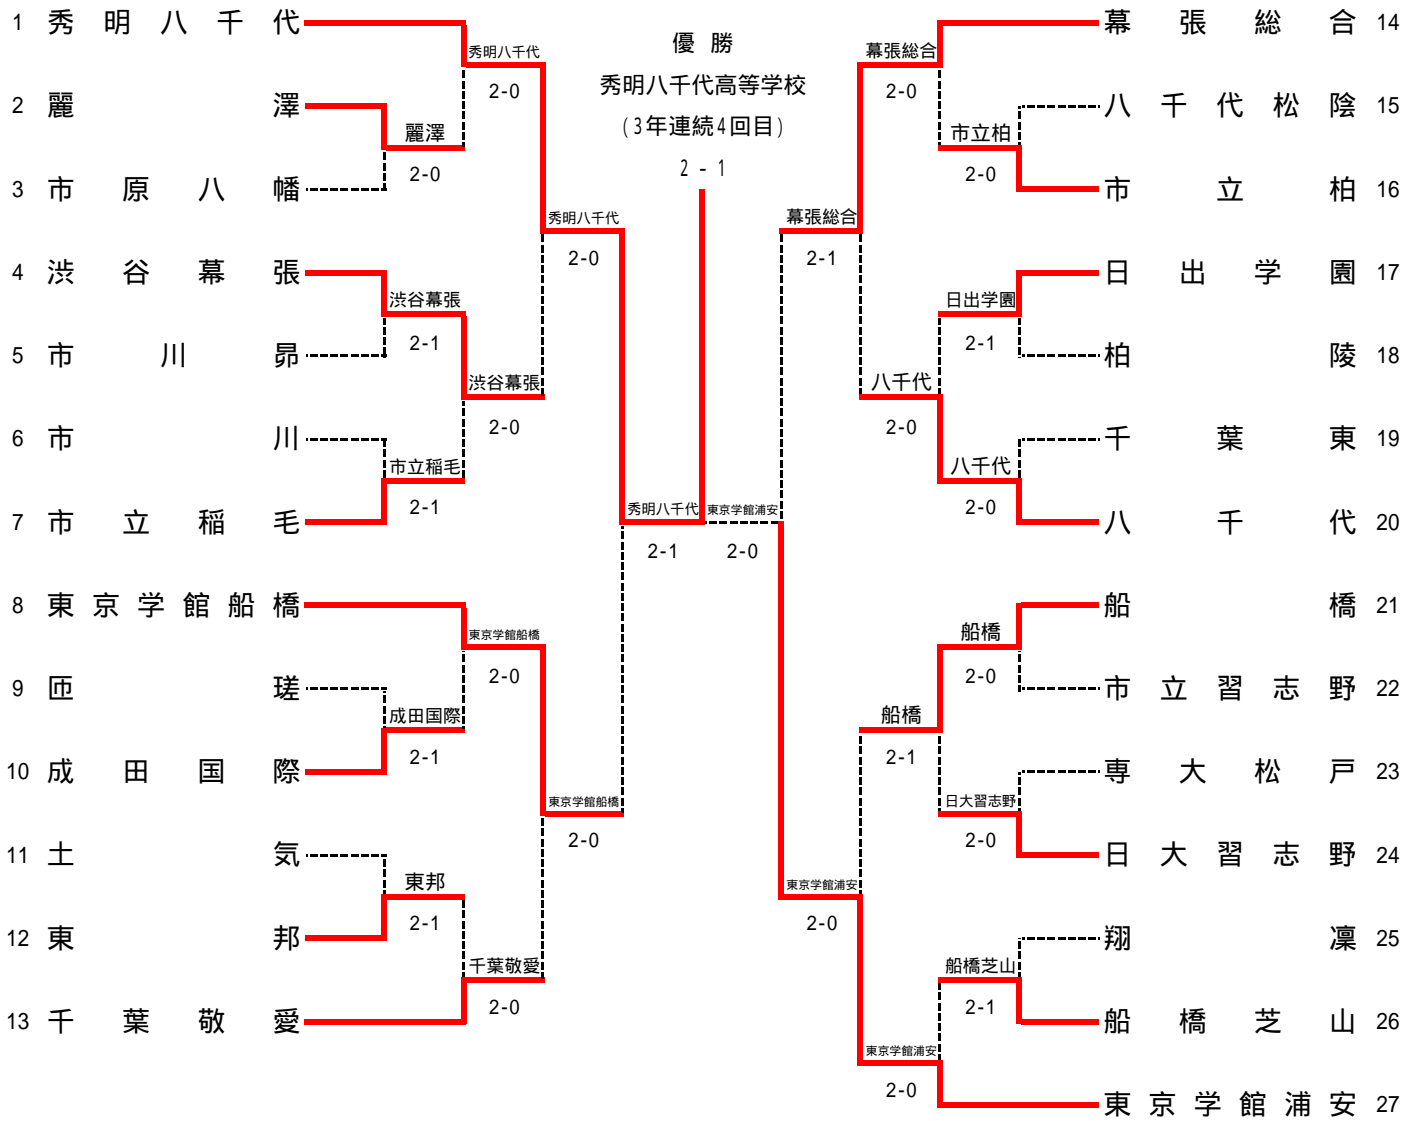 1 秀明八千代
2 麗澤
3 市原八幡
4 渋谷幕張
5 市川昴
6 市川
7 市立稲毛
8 東京学館船橋
9 匝瑳
10 成田国際
11 土気
12 東邦
13 千葉敬愛
麗澤
2-0
渋谷幕張
2-1
市立稲毛
2-1
成田国際
2-1
東邦
2-1
秀明八千代
2-0
渋谷幕張
2-0
東京学館船橋
2-0
千葉敬愛
2-0
秀明八千代
2-0
東京学館船橋
2-0
秀明八千代
2-1
優勝
秀明八千代高等学校
(3年連続4回目)
2 - 1
東京学館浦安
2-0
幕張総合
2-1
東京学館浦安
2-0
幕張総合
2-0
八千代
2-0
船橋
2-1
東京学館浦安
2-0
市立柏
2-0
日出学園
2-1
八千代
2-0
船橋
2-0
日大習志野
2-0
船橋芝山
2-1
幕張総合 14
八千代松陰 15
市立柏 16
日出学園 17
柏陵 18
千葉東 19
八千代 20
船橋 21
市立習志野 22
専大松戸 23
日大習志野 24
翔凜 25
船橋芝山 26
東京学館浦安 27